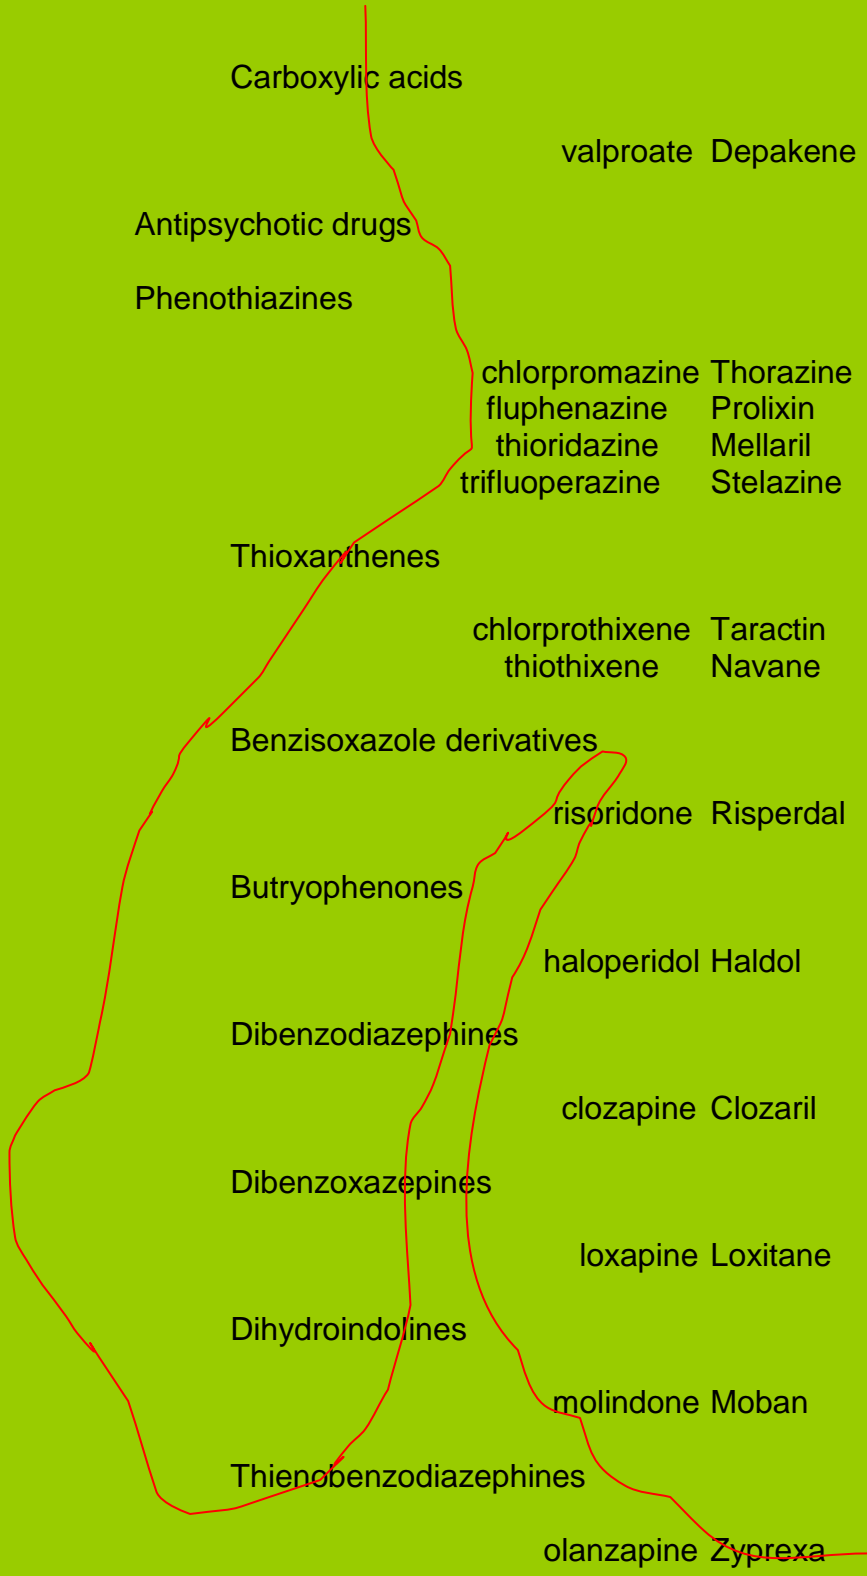 Carboxylic acids
valproate Depakene
Antipsychotic drugs
Phenothiazines
chlorpromazine Thorazine
fluphenazine Prolixin
thioridazine Mellaril
trifluoperazine Stelazine
Thioxanthenes
chlorprothixene Taractin
thiothixene Navane
Benzisoxazole derivatives
risoridone Risperdal
Butryophenones
haloperidol Haldol
Dibenzodiazephines
clozapine Clozaril
Dibenzoxazepines
loxapine Loxitane
Dihydroindolines
molindone Moban
Thienobenzodiazephines
olanzapine Zyprexa